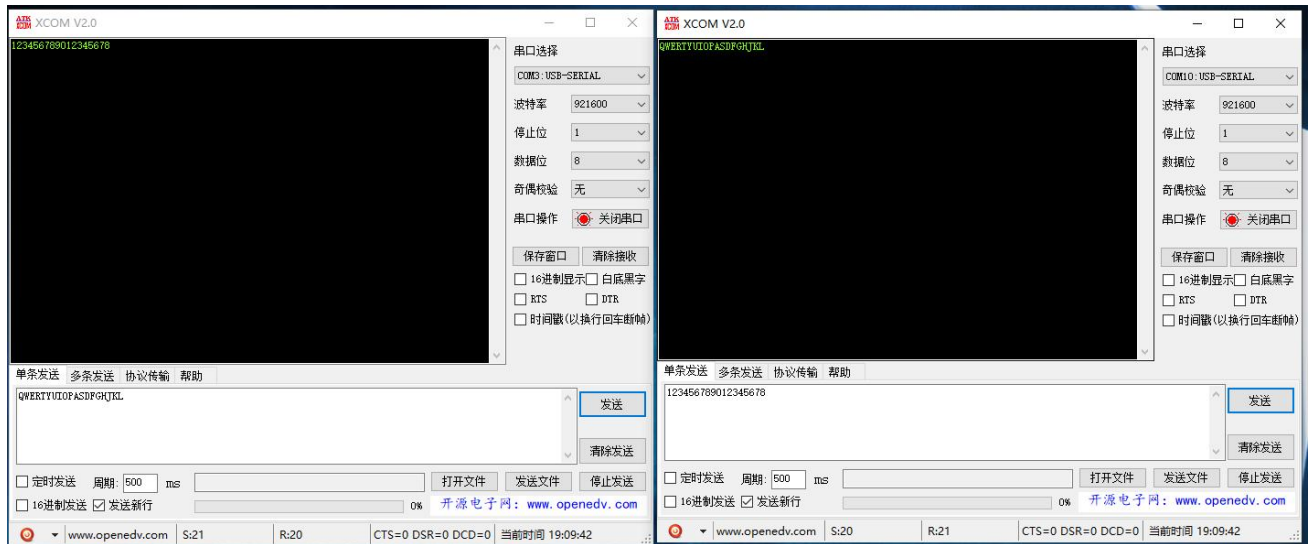 XCOM V2.0
123456789012345678
串口选择
COM3:USB-SERIAL
波特率 921600
停止位 1
数据位 8
奇偶校验 无
串口操作 关闭串口
保存窗口 清除接收
16进制显示 白底黑字
RTS DTR
时间戳(以换行回车断帧)
单条发送 多条发送 协议传输 帮助
QWERTYUIOPASDFGHJKL
发送
清除发送
定时发送 周期: 500 ms 打开文件 发送文件 停止发送
16进制发送 发送新行 0% 开源电子网: www.openedv.com
www.openedv.com S:21 R:20 CTS=0 DSR=0 DCD=0 当前时间 19:09:42
XCOM V2.0
QWERTYUIOPASDFGHJKL
串口选择
COM10:USB-SERIAL
波特率 921600
停止位 1
数据位 8
奇偶校验 无
串口操作 关闭串口
保存窗口 清除接收
16进制显示 白底黑字
RTS DTR
时间戳(以换行回车断帧)
单条发送 多条发送 协议传输 帮助
123456789012345678
发送
清除发送
定时发送 周期: 500 ms 打开文件 发送文件 停止发送
16进制发送 发送新行 0% 开源电子网: www.openedv.com
www.openedv.com S:20 R:21 CTS=0 DSR=0 DCD=0 当前时间 19:09:42